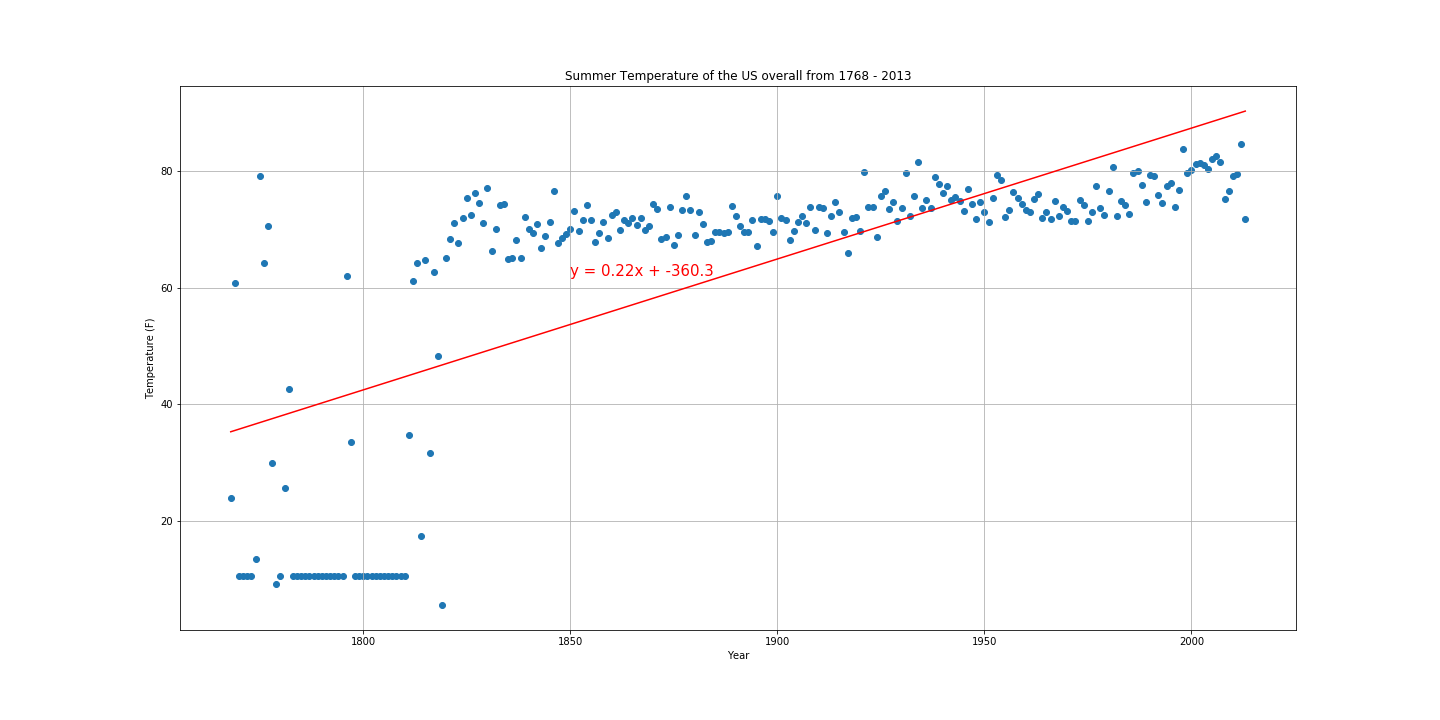 Summer Temperature of the US overall from 1768 - 2013
80
60
40
20
Temperature (F)
y = 0.22x + -360.3
1800 1850 1900 1950 2000
Year